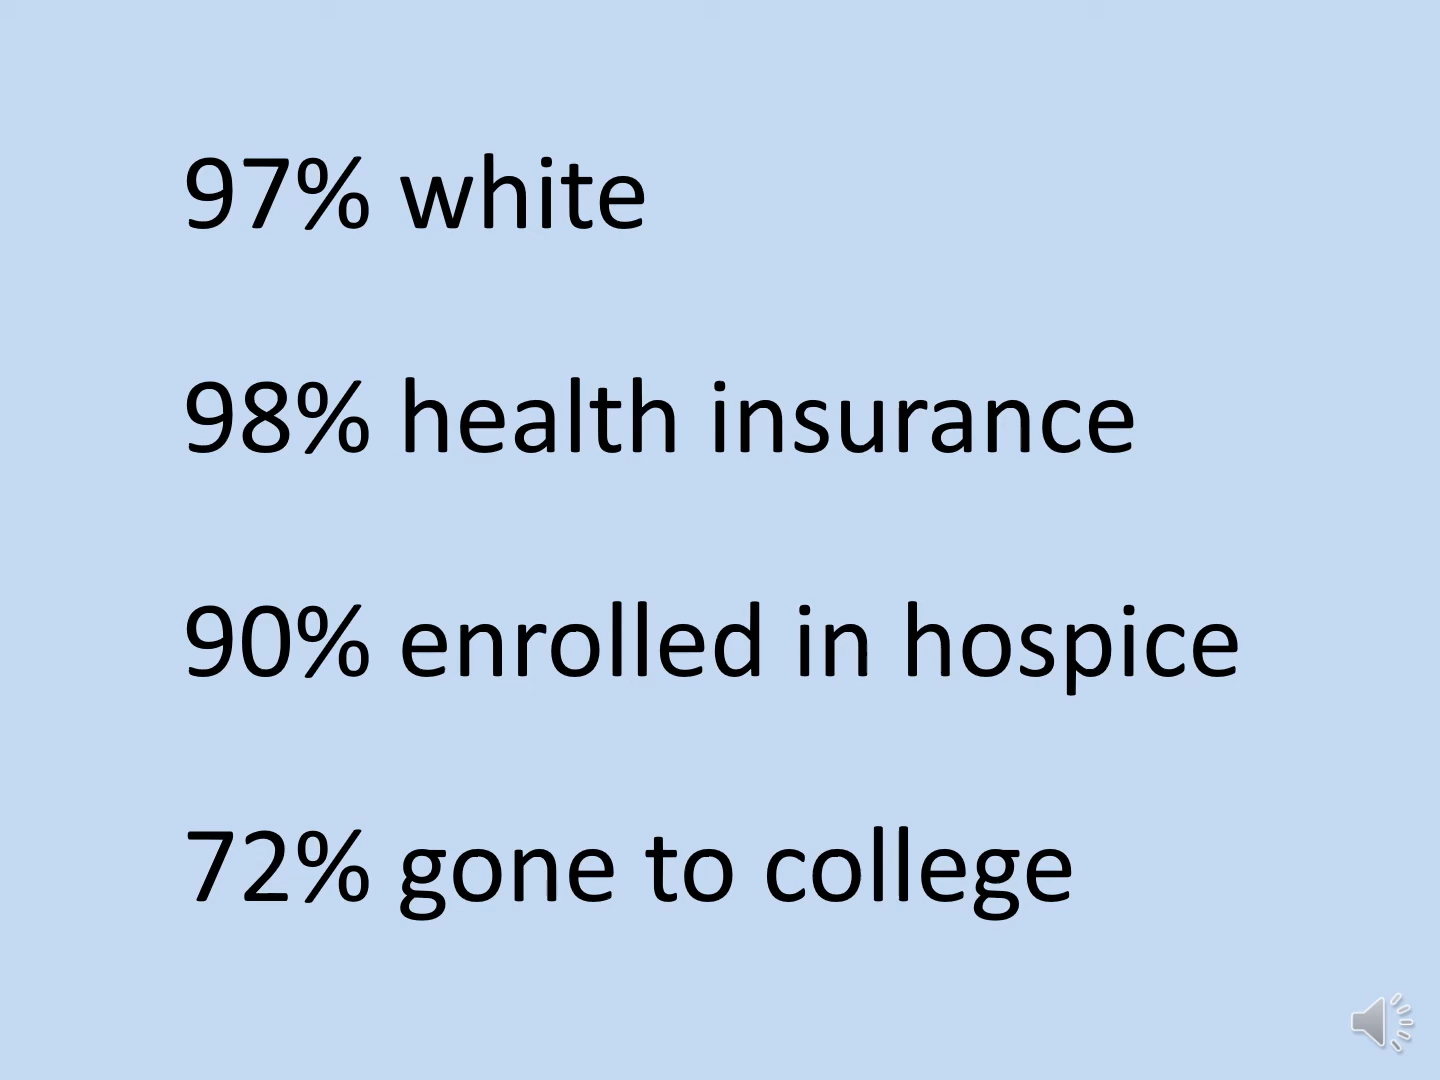 97% white
98% health insurance
90% enrolled in hospice
72% gone to college